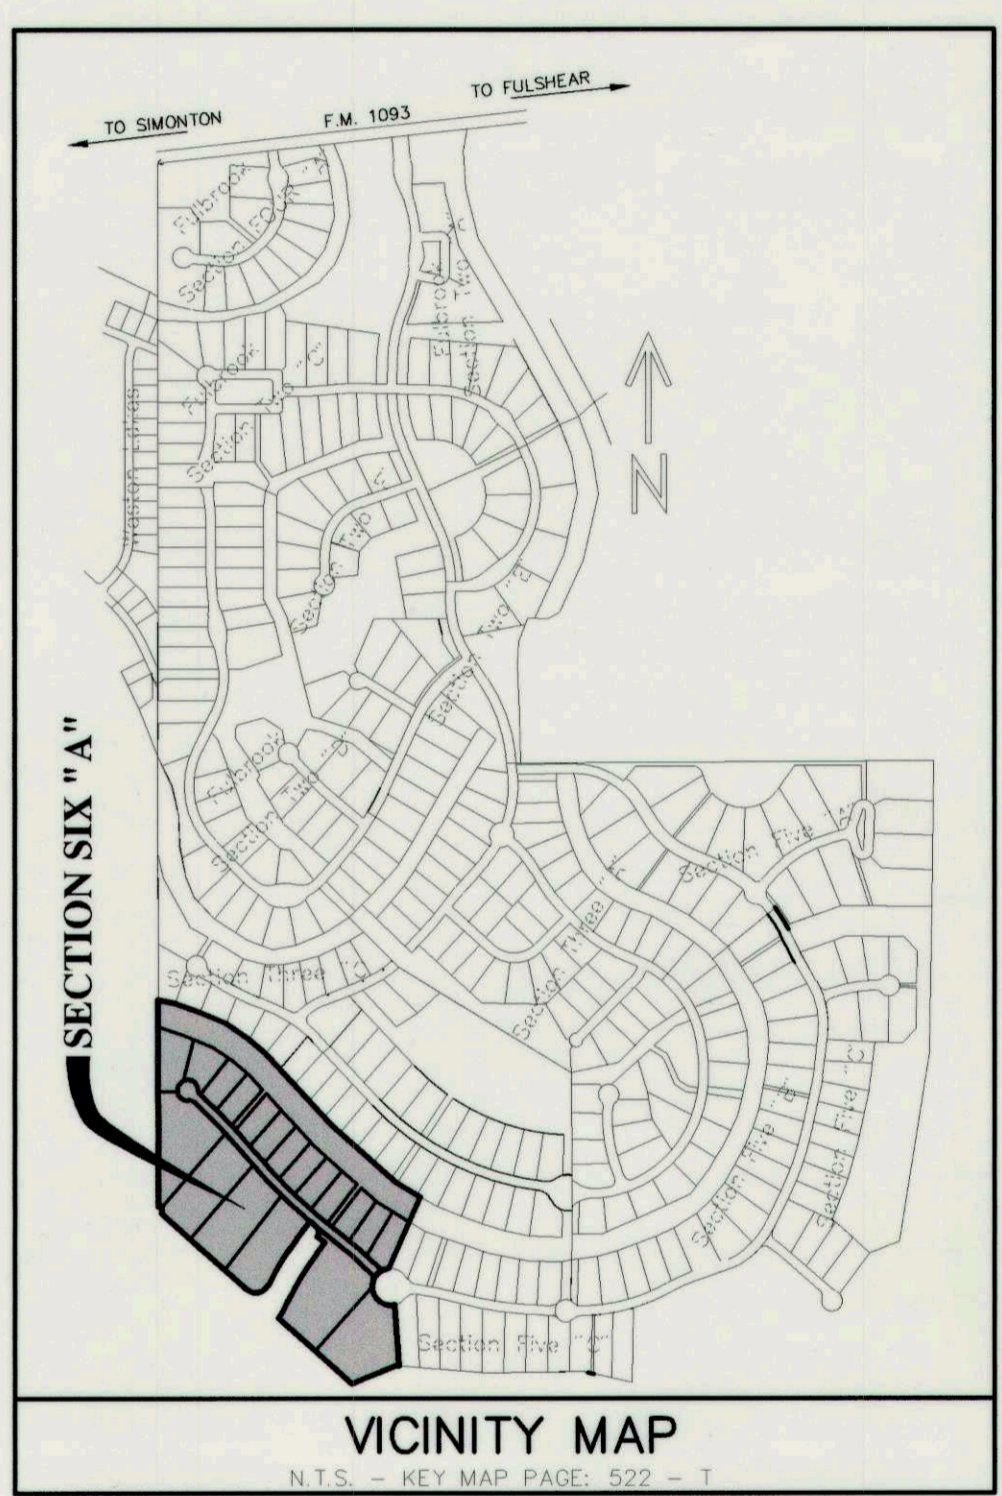 TO FULSHEAR
TO SIMONTON
F.M. 1093
Fulbrook
Section FOUR "A"
Fulbrook
Section Two "C"
Fulbrook
Section Two "C"
Weston Lakes
N
Section Two
Section Two "B"
Fulbrook
Section Two "D"
SECTION SIX "A"
Section Five
Section Three
Section Three "C"
Section Five "B"
Section Five "C"
Section Five "C"
VICINITY MAP
N.T.S. – KEY MAP PAGE: 522 – T